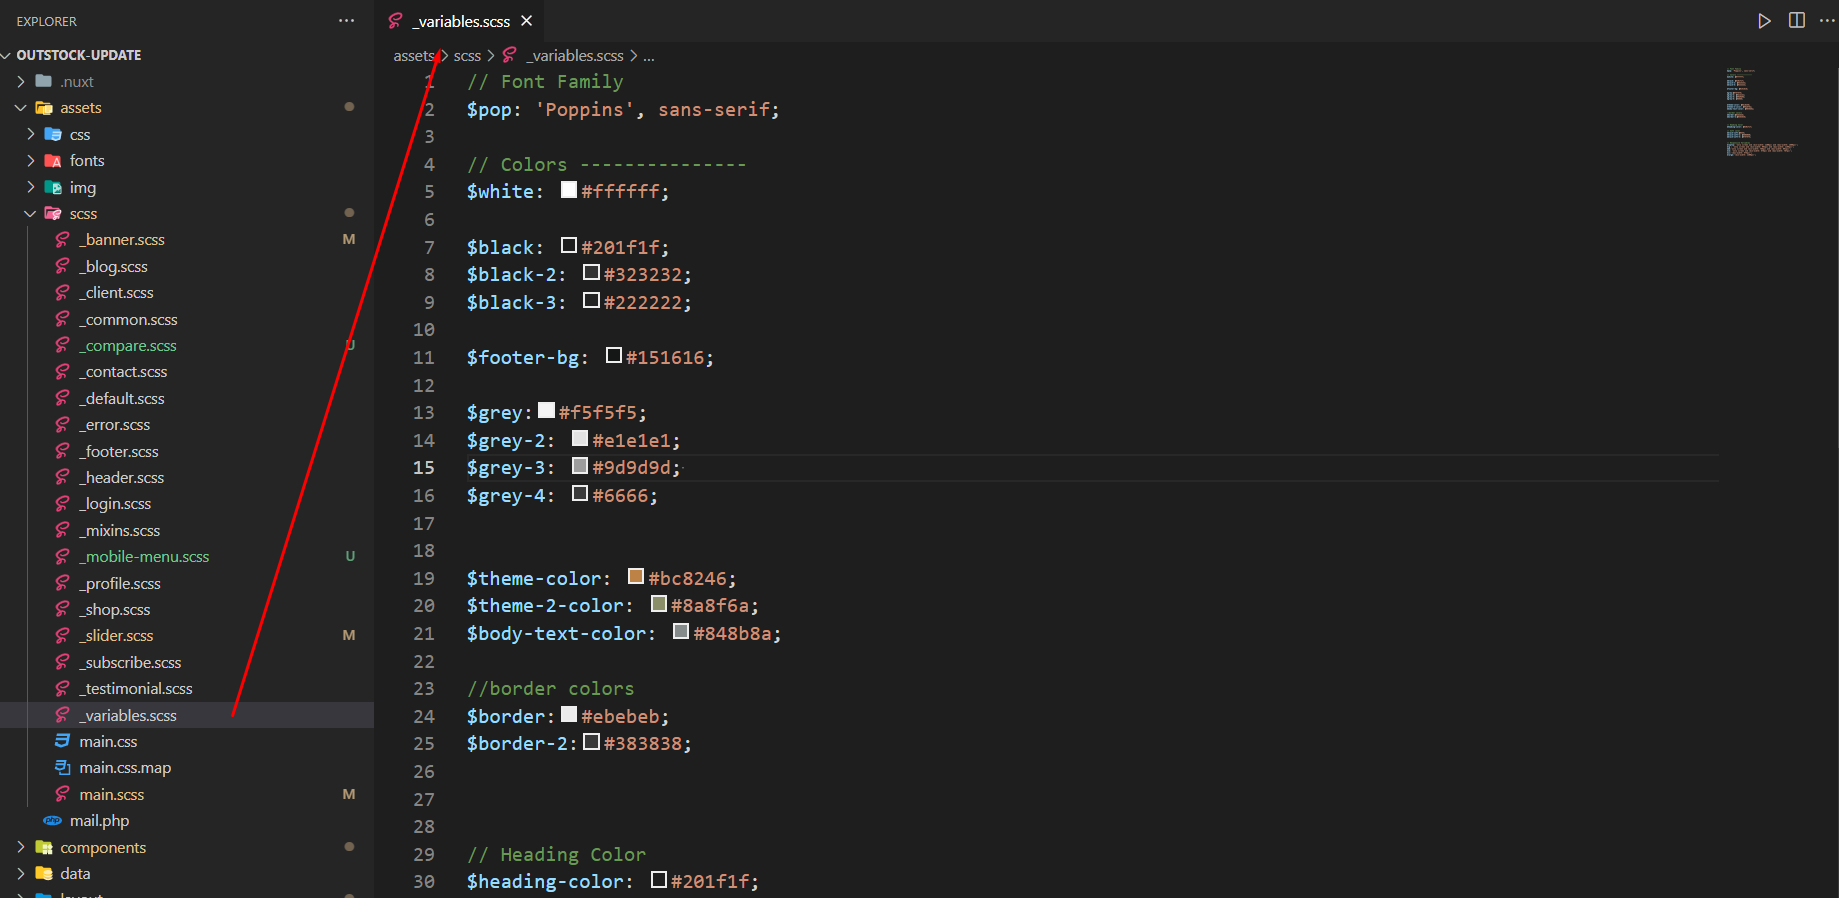 EXPLORER
OUTSTOCK-UPDATE
.nuxt
assets
css
fonts
img
scss
_banner.scss M
_blog.scss
_client.scss
_common.scss
_compare.scss U
_contact.scss
_default.scss
_error.scss
_footer.scss
_header.scss
_login.scss
_mixins.scss
_mobile-menu.scss U
_profile.scss
_shop.scss
_slider.scss M
_subscribe.scss
_testimonial.scss
_variables.scss
main.css
main.css.map
main.scss M
php mail.php
components
data
_variables.scss
assets > scss > _variables.scss > ...
1 // Font Family
2 $pop: 'Poppins', sans-serif;
3
4 // Colors ---------------
5 $white: #ffffff;
6
7 $black: #201f1f;
8 $black-2: #323232;
9 $black-3: #222222;
10
11 $footer-bg: #151616;
12
13 $grey: #f5f5f5;
14 $grey-2: #e1e1e1;
15 $grey-3: #9d9d9d;
16 $grey-4: #6666;
17
18
19 $theme-color: #bc8246;
20 $theme-2-color: #8a8f6a;
21 $body-text-color: #848b8a;
22
23 //border colors
24 $border: #ebebeb;
25 $border-2: #383838;
26
27
28
29 // Heading Color
30 $heading-color: #201f1f;